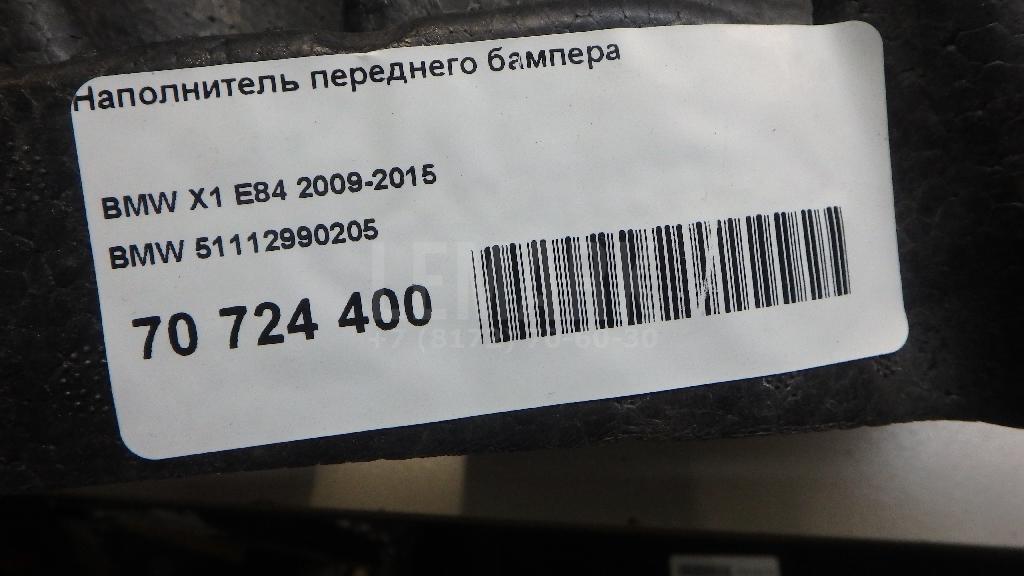 Наполнитель переднего бампера
BMW X1 E84 2009-2015
BMW 51112990205
70 724 400